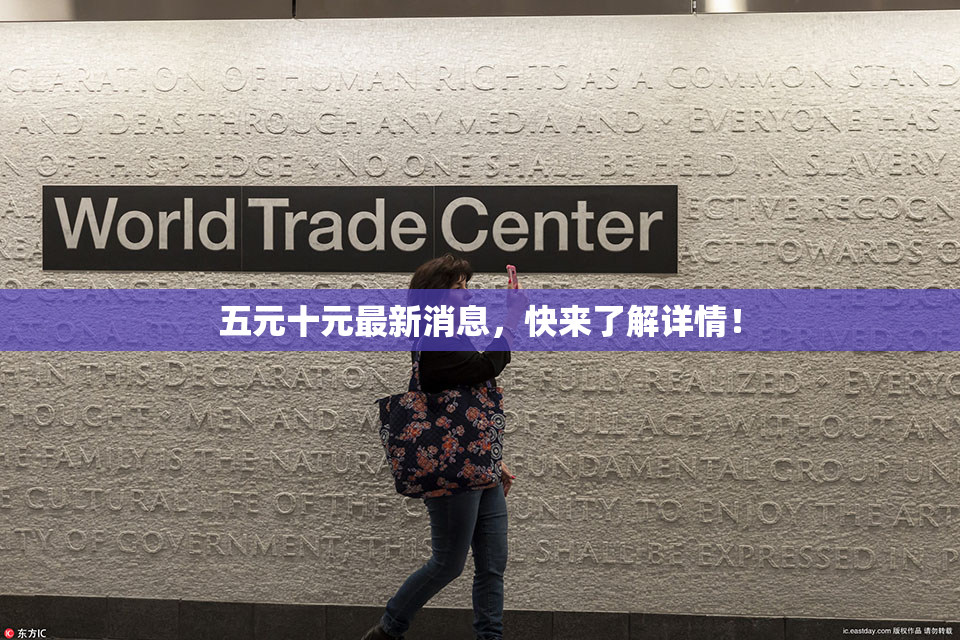 CLARATION OF HUMAN RIGHTS AS A COMMON STAND
AND IDEAS THROUGH ANY MEDIA AND EVERYONE HAS
OF THIS PLEDGE NO ONE SHALL BE HELD IN SLAVERY
World Trade Center
ECTIVE RECOGN
ACT TOWARDS O
五元十元最新消息，快来了解详情！
IN THIS DECLARATION FULLY REALIZED EVERYO
THOUGHT MEN AND OF FULL AGE, WITHO
FAMILY IS THE NATURA FUNDAMENTAL GROUP
CULTURAL LIFE OF THE UNITY, TO ENJOY THE ART
TY OF GOVERNMENT; THIS SHALL BE EXPRESSED IN
东方IC
ic.eastday.com 版权作品 请勿转载